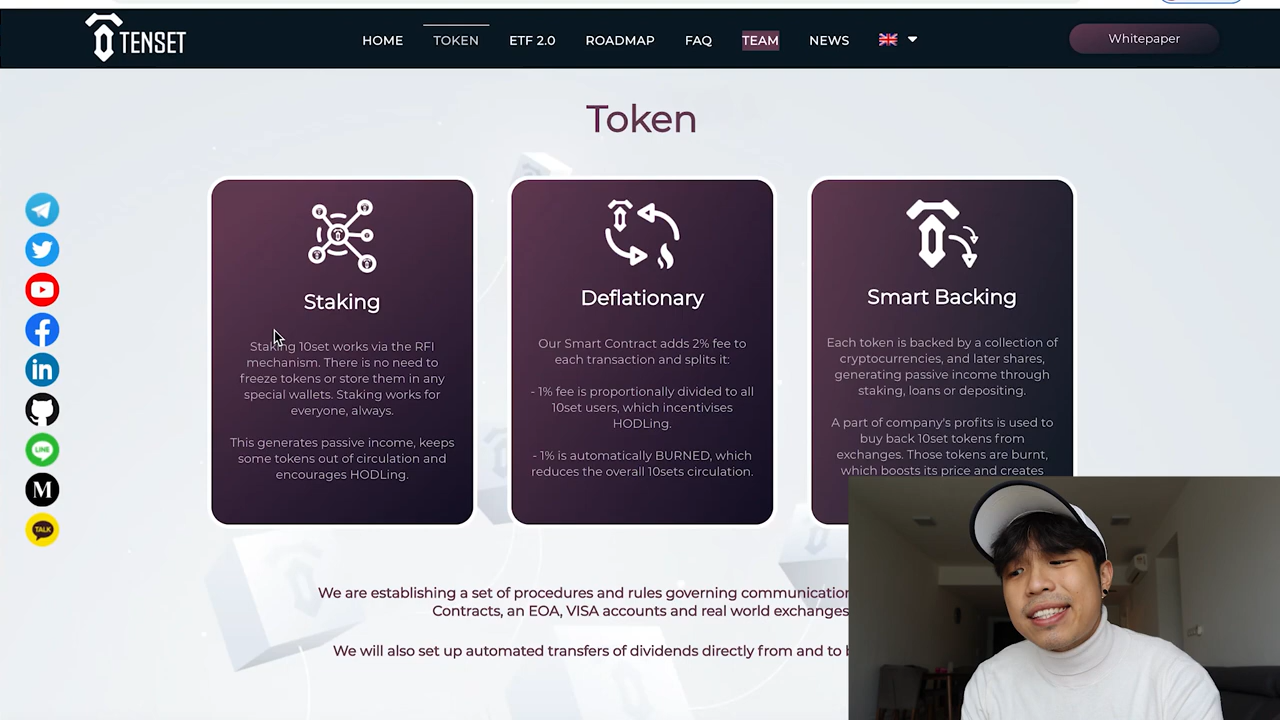 TENSET
HOME
TOKEN
ETF 2.0
ROADMAP
FAQ
TEAM
NEWS
Whitepaper
Token
Staking
Staking 10set works via the RFI
mechanism. There is no need to
freeze tokens or store them in any
special wallets. Staking works for
everyone, always.
This generates passive income, keeps
some tokens out of circulation and
encourages HODLing.
Deflationary
Our Smart Contract adds 2% fee to
each transaction and splits it:
- 1% fee is proportionally divided to all
10set users, which incentivises
HODLing.
- 1% is automatically BURNED, which
reduces the overall 10sets circulation.
Smart Backing
Each token is backed by a collection of
cryptocurrencies, and later shares,
generating passive income through
staking, loans or depositing.
A part of company's profits is used to
buy back 10set tokens from
exchanges. Those tokens are burnt,
which boosts its price and creates
in
LINE
M
TALK
We are establishing a set of procedures and rules governing communication
Contracts, an EOA, VISA accounts and real world exchanges
We will also set up automated transfers of dividends directly from and to